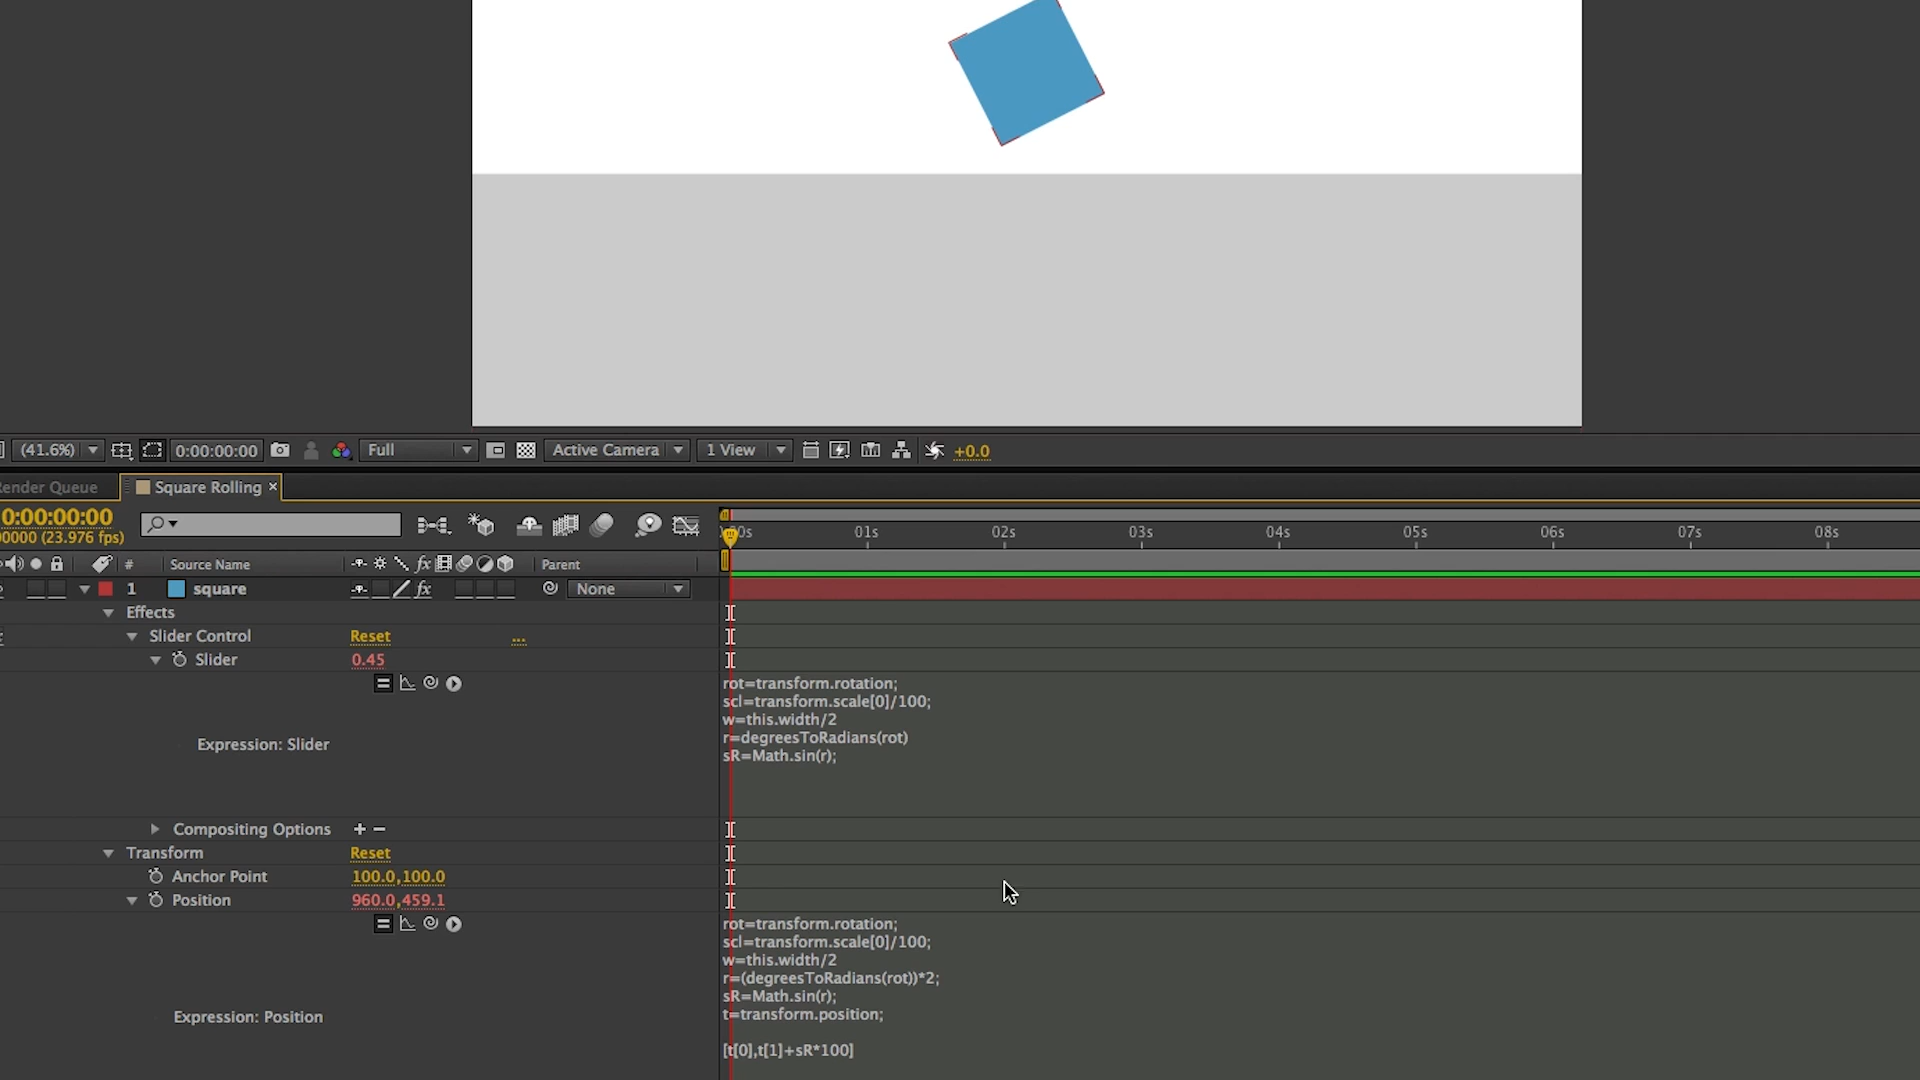 (41.6%)
0:00:00:00
Full
Active Camera
1 View
+0.0
ender Queue
Square Rolling ×
0:00:00:00
00000 (23.976 fps)
01s
02s
03s
04s
05s
06s
07s
08s
#
Source Name
fx
Parent
1
square
fx
None
Effects
Slider Control
Reset
...
Slider
0.45
rot=transform.rotation;
scl=transform.scale[0]/100;
w=this.width/2
r=degreesToRadians(rot)
sR=Math.sin(r);
Expression: Slider
Compositing Options
+ −
Transform
Reset
Anchor Point
100.0,100.0
Position
960.0,459.1
rot=transform.rotation;
scl=transform.scale[0]/100;
w=this.width/2
r=(degreesToRadians(rot))*2;
sR=Math.sin(r);
t=transform.position;
[t[0],t[1]+sR*100]
Expression: Position